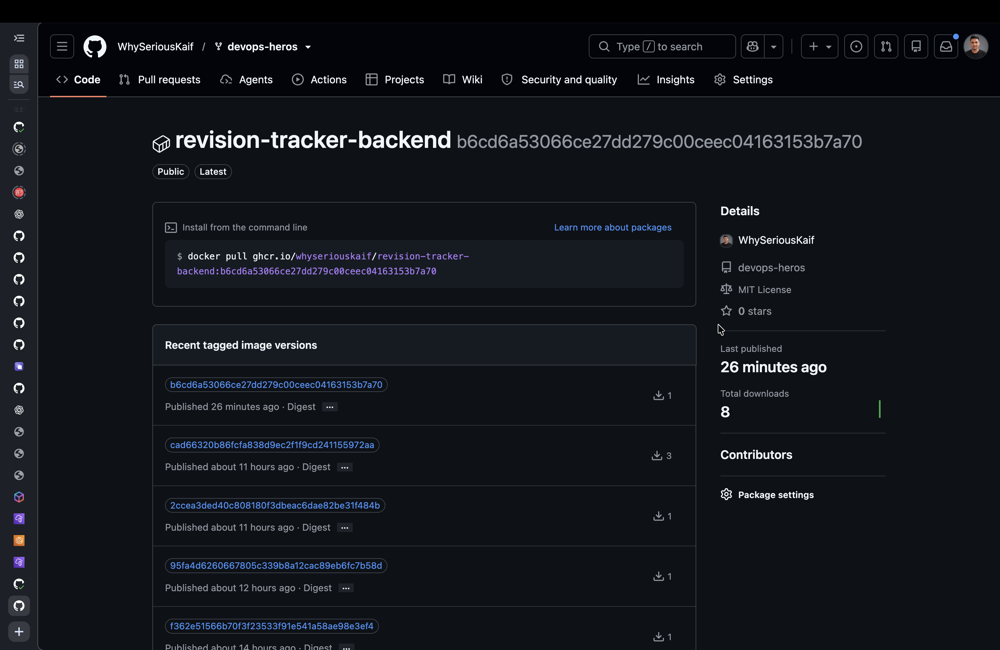 WhySeriousKaif / devops-heros
Type / to search
Code
Pull requests
Agents
Actions
Projects
Wiki
Security and quality
Insights
Settings
revision-tracker-backend b6cd6a53066ce27dd279c00ceec04163153b7a70
Public
Latest
Install from the command line
Learn more about packages
$ docker pull ghcr.io/whyseriouskaif/revision-tracker-
backend:b6cd6a53066ce27dd279c00ceec04163153b7a70
Recent tagged image versions
b6cd6a53066ce27dd279c00ceec04163153b7a70
Published 26 minutes ago · Digest ...
1
cad66320b86fcfa838d9ec2f1f9cd241155972aa
Published about 11 hours ago · Digest ...
3
2ccea3ded40c808180f3dbeac6dae82be31f484b
Published about 11 hours ago · Digest ...
1
95fa4d6260667805c339b8a12cac89eb6fc7b58d
Published about 12 hours ago · Digest ...
1
f362e51566b70f3f23533f91e541a58ae98e3ef4
Published about 14 hours ago · Digest ...
1
Details
WhySeriousKaif
devops-heros
MIT License
0 stars
Last published
26 minutes ago
Total downloads
8
Contributors
Package settings